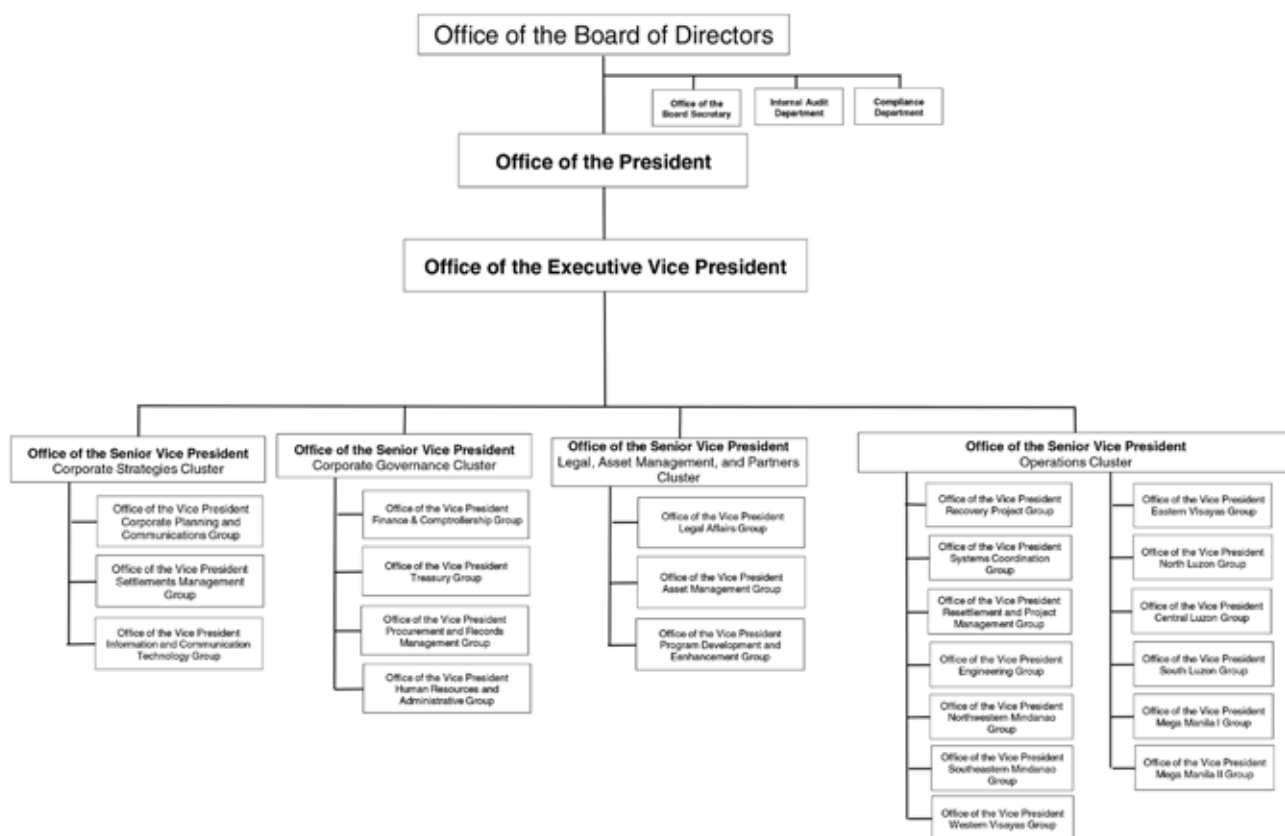 Office of the Board of Directors
Office of the
Board Secretary
Internal Audit
Department
Compliance
Department
Office of the President
Office of the Executive Vice President
Office of the Senior Vice President
Corporate Strategies Cluster
Office of the Vice President
Corporate Planning and
Communications Group
Office of the Vice President
Settlements Management
Group
Office of the Vice President
Information and Communication
Technology Group
Office of the Senior Vice President
Corporate Governance Cluster
Office of the Vice President
Finance & Comptrollership Group
Office of the Vice President
Treasury Group
Office of the Vice President
Procurement and Records
Management Group
Office of the Vice President
Human Resources and
Administrative Group
Office of the Senior Vice President
Legal, Asset Management, and Partners
Cluster
Office of the Vice President
Legal Affairs Group
Office of the Vice President
Asset Management Group
Office of the Vice President
Program Development and
Eenhancement Group
Office of the Senior Vice President
Operations Cluster
Office of the Vice President
Recovery Project Group
Office of the Vice President
Systems Coordination
Group
Office of the Vice President
Resettlement and Project
Management Group
Office of the Vice President
Engineering Group
Office of the Vice President
Northwestern Mindanao
Group
Office of the Vice President
Southeastern Mindanao
Group
Office of the Vice President
Western Visayas Group
Office of the Vice President
Eastern Visayas Group
Office of the Vice President
North Luzon Group
Office of the Vice President
Central Luzon Group
Office of the Vice President
South Luzon Group
Office of the Vice President
Mega Manila I Group
Office of the Vice President
Mega Manila II Group